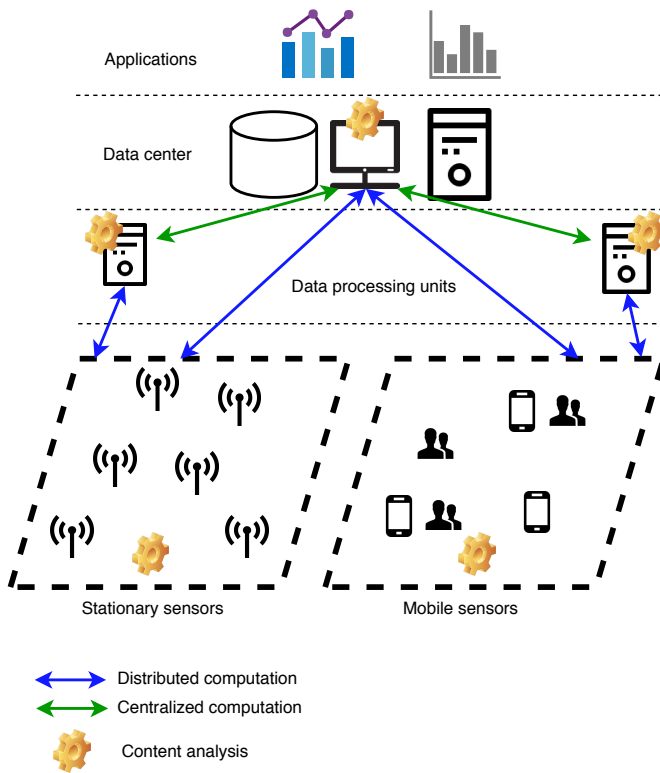 Applications
Data center
Data processing units
Stationary sensors
Mobile sensors
Distributed computation
Centralized computation
Content analysis